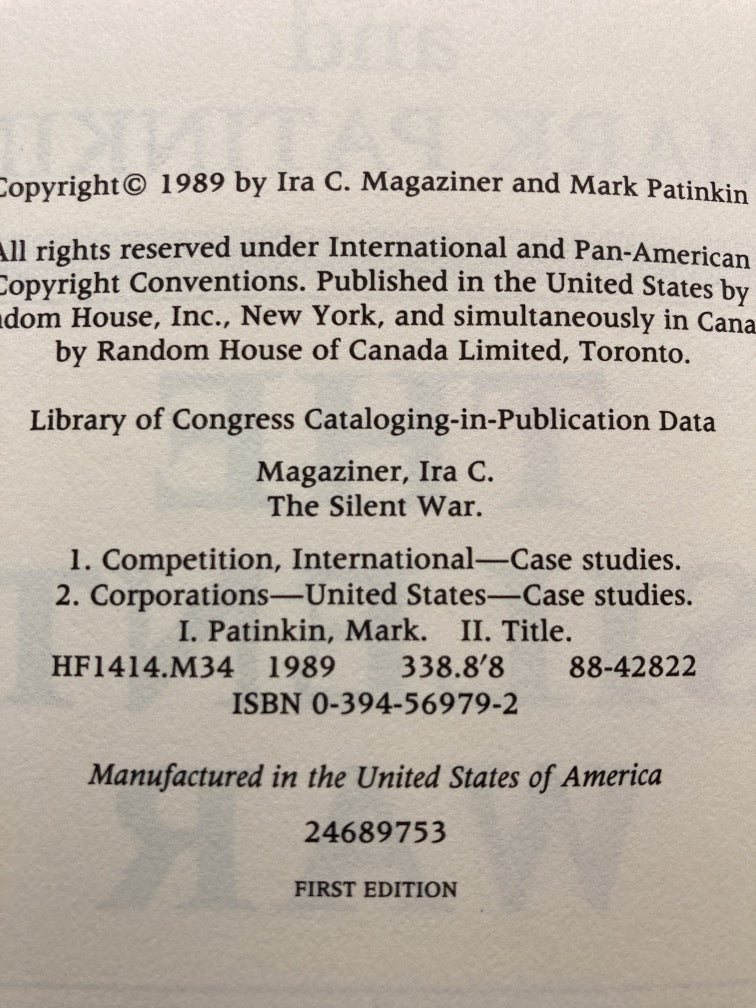 Copyright© 1989 by Ira C. Magaziner and Mark Patinkin
All rights reserved under International and Pan-American
Copyright Conventions. Published in the United States by
dom House, Inc., New York, and simultaneously in Cana
by Random House of Canada Limited, Toronto.
Library of Congress Cataloging-in-Publication Data
Magaziner, Ira C.
The Silent War.
1. Competition, International—Case studies.
2. Corporations—United States—Case studies.
I. Patinkin, Mark. II. Title.
HF1414.M34 1989 338.8′8 88-42822
ISBN 0-394-56979-2
Manufactured in the United States of America
24689753
FIRST EDITION